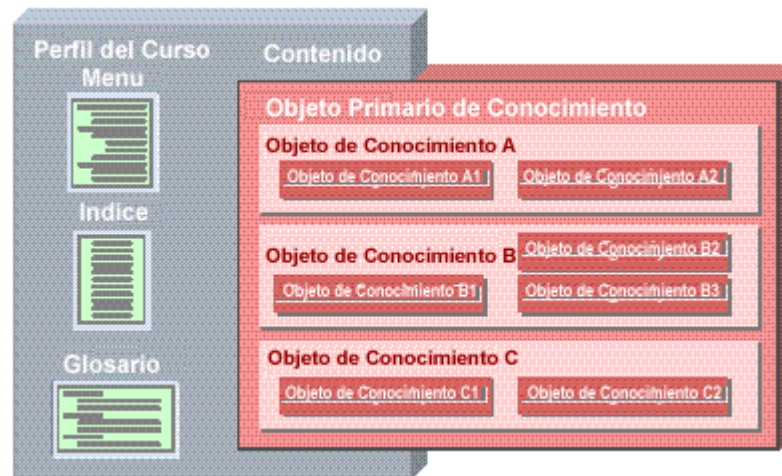 Perfil del Curso
Menu
Indice
Glosario
Contenido
Objeto Primario de Conocimiento
Objeto de Conocimiento A
Objeto de Conocimiento A1
Objeto de Conocimiento A2
Objeto de Conocimiento B
Objeto de Conocimiento B1
Objeto de Conocimiento B2
Objeto de Conocimiento B3
Objeto de Conocimiento C
Objeto de Conocimiento C1
Objeto de Conocimiento C2